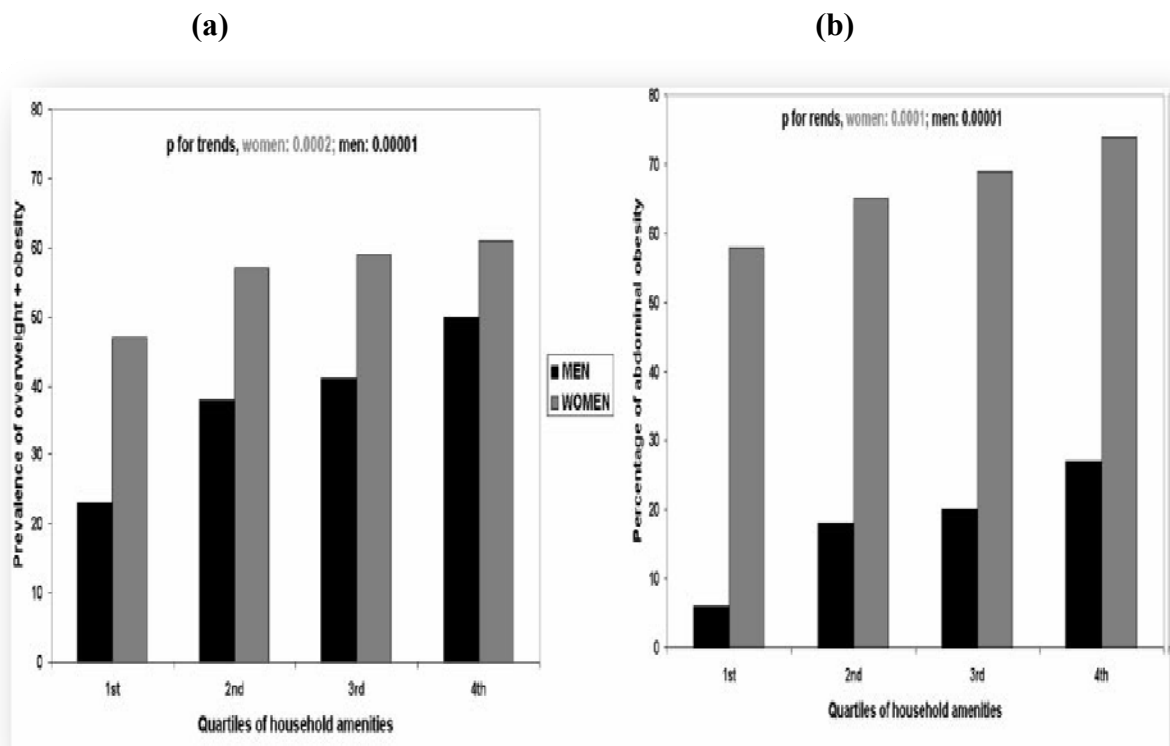 (a)
(b)
80
p for trends, women: 0.0002; men: 0.00001
70
60
50
40
30
20
10
0
Prevalence of overweight + obesity
1st
2nd
3rd
4th
Quartiles of household amenities
MEN
WOMEN
80
p for rends, women: 0.0001; men: 0.00001
70
60
50
40
30
20
10
0
Percentage of abdominal obesity
1st
2nd
3rd
4th
Quartiles of household amenities